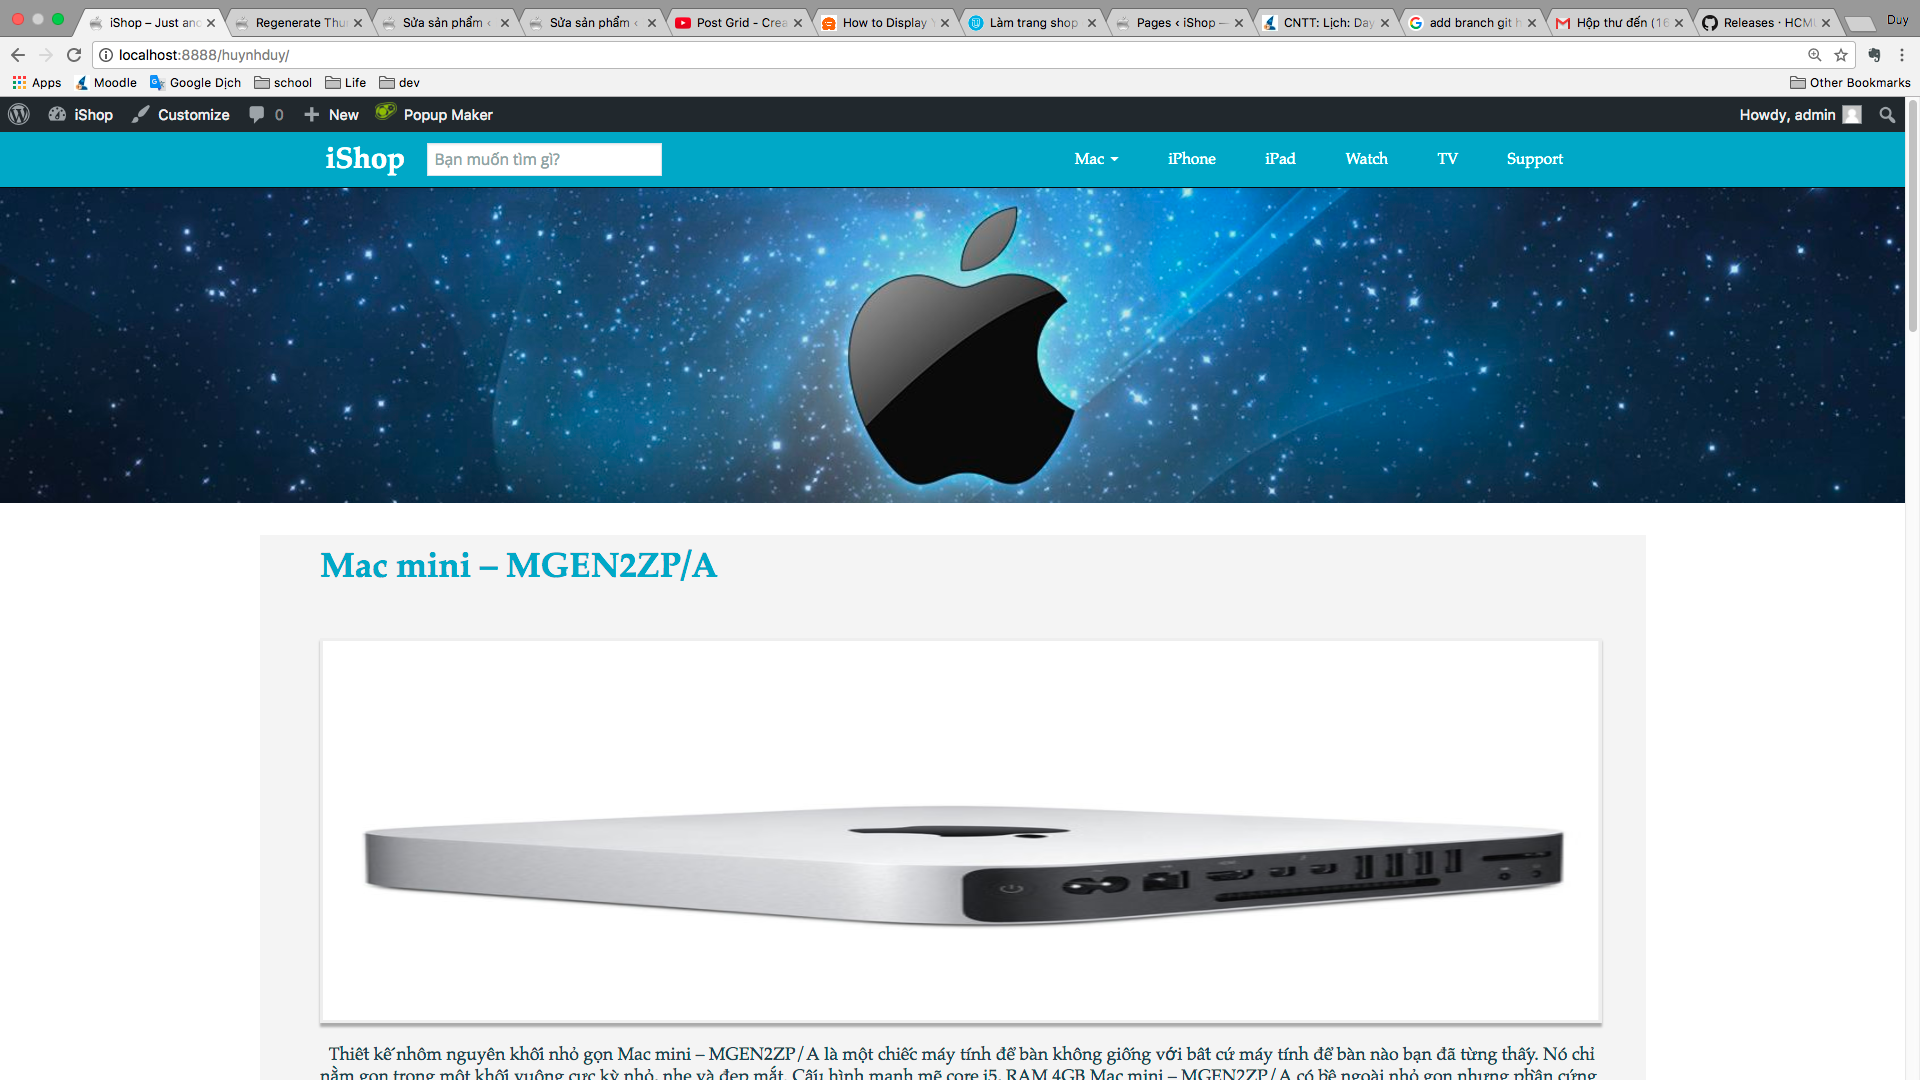 iShop – Just ano
Regenerate Thu
Sửa sản phẩm ‹
Sửa sản phẩm ‹
Post Grid - Crea
How to Display Y
Làm trang shop
Pages ‹ iShop —
CNTT: Lịch: Day
add branch git h
Hộp thư đến (16
Releases · HCM
Duy
localhost:8888/huynhduy/
Apps Moodle Google Dịch school Life dev Other Bookmarks
iShop Customize 0 New Popup Maker Howdy, admin
iShop Bạn muốn tìm gì? Mac iPhone iPad Watch TV Support
Mac mini – MGEN2ZP/A
Thiết kế nhôm nguyên khối nhỏ gọn Mac mini – MGEN2ZP/A là một chiếc máy tính để bàn không giống với bất cứ máy tính để bàn nào bạn đã từng thấy. Nó chỉ
nằm gọn trong một khối vuông cực kỳ nhỏ, nhẹ và đẹp mắt. Cấu hình mạnh mẽ core i5, RAM 4GB Mac mini – MGEN2ZP/A có bề ngoài nhỏ gọn nhưng phần cứng